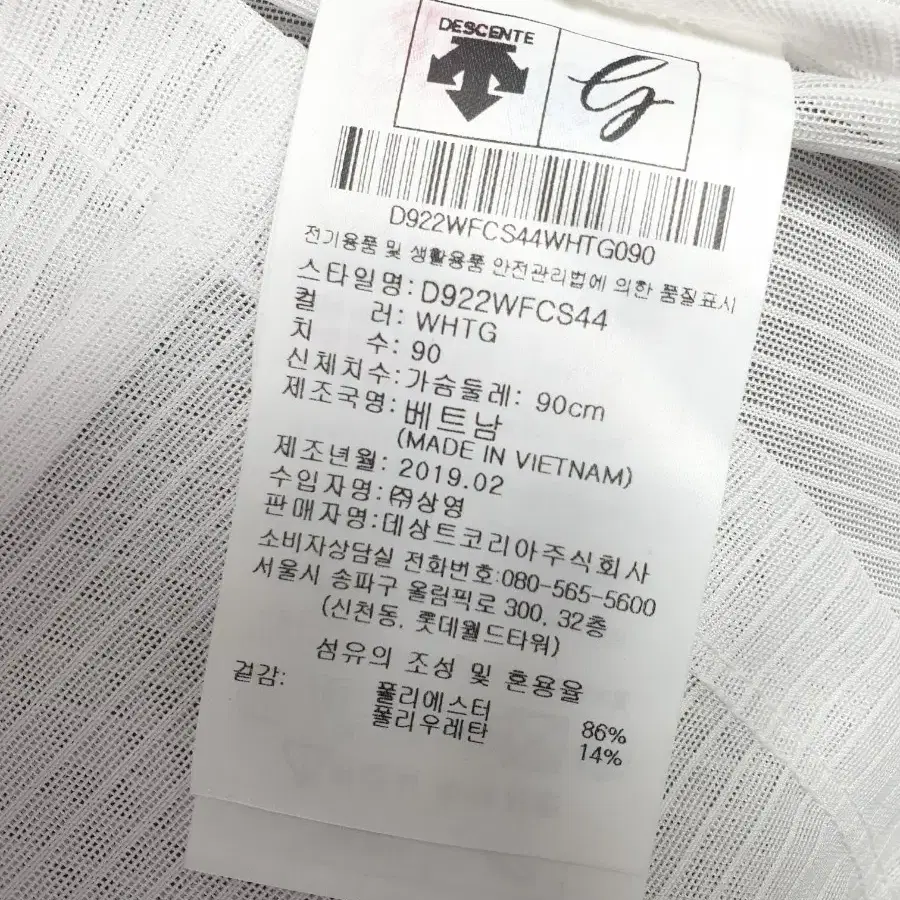 DESCENTE
G
D922WFCS44WHTG090
전기용품 및 생활용품 안전관리법에 의한 품질표시
스타일명: D922WFCS44
컬 러: WHTG
치 수: 90
신체치수: 가슴둘레: 90cm
제조국명: 베트남
(MADE IN VIETNAM)
제조년월: 2019.02
수입자명: ㈜상영
판매자명: 데상트코리아주식회사
소비자상담실 전화번호: 080-565-5600
서울시 송파구 올림픽로 300, 32층
(신천동, 롯데월드타워)
섬유의 조성 및 혼용율
겉감:
폴리에스터 86%
폴리우레탄 14%